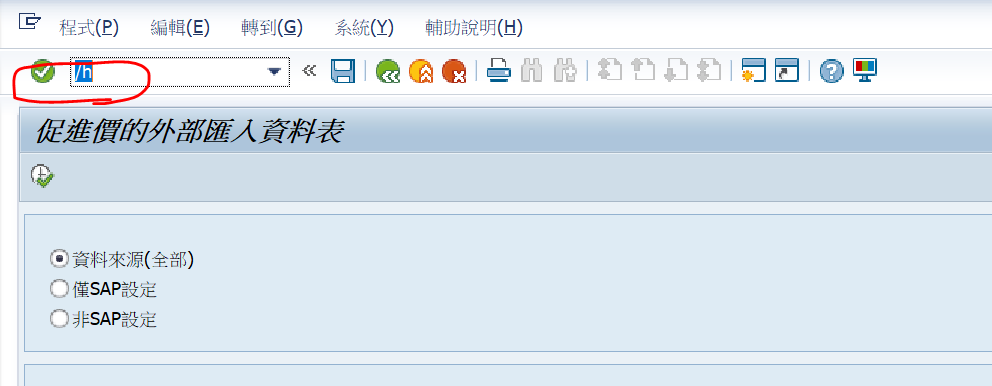 程式(P) 編輯(E) 轉到(G) 系統(Y) 輔助說明(H)
/h
促進價的外部匯入資料表
資料來源(全部)
僅SAP設定
非SAP設定